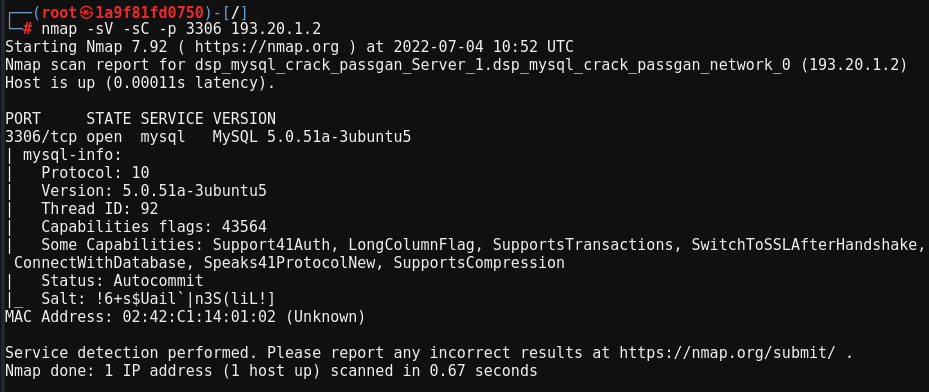 ┌──(root㉿1a9f81fd0750)-[/]
└─# nmap -sV -sC -p 3306 193.20.1.2
Starting Nmap 7.92 ( https://nmap.org ) at 2022-07-04 10:52 UTC
Nmap scan report for dsp_mysql_crack_passgan_Server_1.dsp_mysql_crack_passgan_network_0 (193.20.1.2)
Host is up (0.00011s latency).

PORT     STATE SERVICE VERSION
3306/tcp open  mysql   MySQL 5.0.51a-3ubuntu5
| mysql-info:
|   Protocol: 10
|   Version: 5.0.51a-3ubuntu5
|   Thread ID: 92
|   Capabilities flags: 43564
|   Some Capabilities: Support41Auth, LongColumnFlag, SupportsTransactions, SwitchToSSLAfterHandshake,
 ConnectWithDatabase, Speaks41ProtocolNew, SupportsCompression
|   Status: Autocommit
|_  Salt: !6+s$Uail`|n3S(liL!]
MAC Address: 02:42:C1:14:01:02 (Unknown)

Service detection performed. Please report any incorrect results at https://nmap.org/submit/ .
Nmap done: 1 IP address (1 host up) scanned in 0.67 seconds